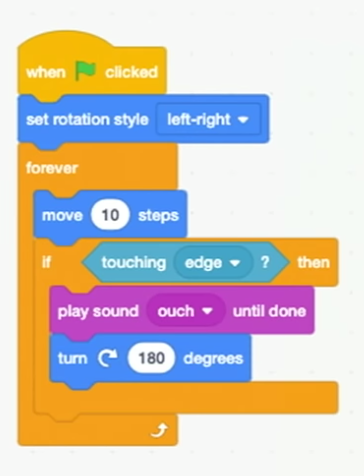 when clicked
set rotation style left-right
forever
move 10 steps
if touching edge ? then
play sound ouch until done
turn 180 degrees